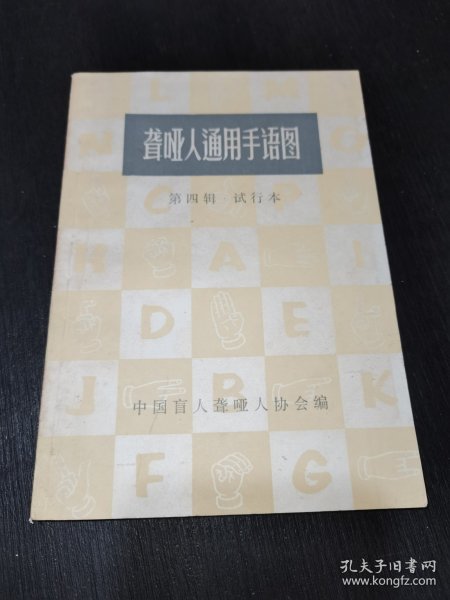 聋哑人通用手语图
第四辑·试行本
L M
N G
C P
H A I
D E
J B K
中国盲人聋哑人协会编
F G
孔夫子旧书网
www.kongfz.com